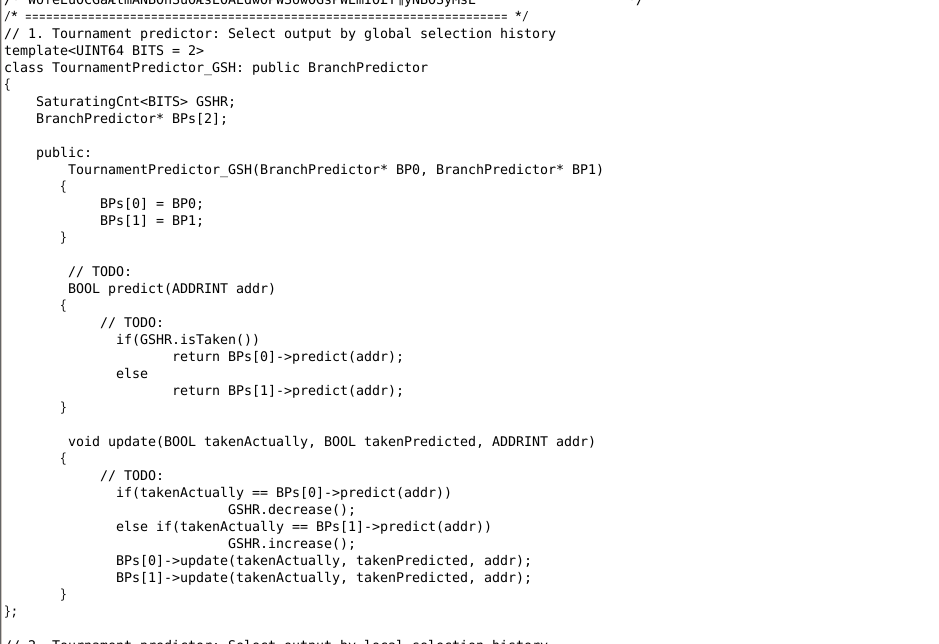 /* ============================================================ */
// 1. Tournament predictor: Select output by global selection history
template<UINT64 BITS = 2>
class TournamentPredictor_GSH: public BranchPredictor
{
    SaturatingCnt<BITS> GSHR;
    BranchPredictor* BPs[2];

    public:
        TournamentPredictor_GSH(BranchPredictor* BP0, BranchPredictor* BP1)
       {
            BPs[0] = BP0;
            BPs[1] = BP1;
       }

        // TODO:
        BOOL predict(ADDRINT addr)
       {
            // TODO:
              if(GSHR.isTaken())
                     return BPs[0]->predict(addr);
              else
                     return BPs[1]->predict(addr);
       }

        void update(BOOL takenActually, BOOL takenPredicted, ADDRINT addr)
       {
            // TODO:
              if(takenActually == BPs[0]->predict(addr))
                            GSHR.decrease();
              else if(takenActually == BPs[1]->predict(addr))
                            GSHR.increase();
              BPs[0]->update(takenActually, takenPredicted, addr);
              BPs[1]->update(takenActually, takenPredicted, addr);
       }
};
// 2. Tournament predictor: Select output by local selection history